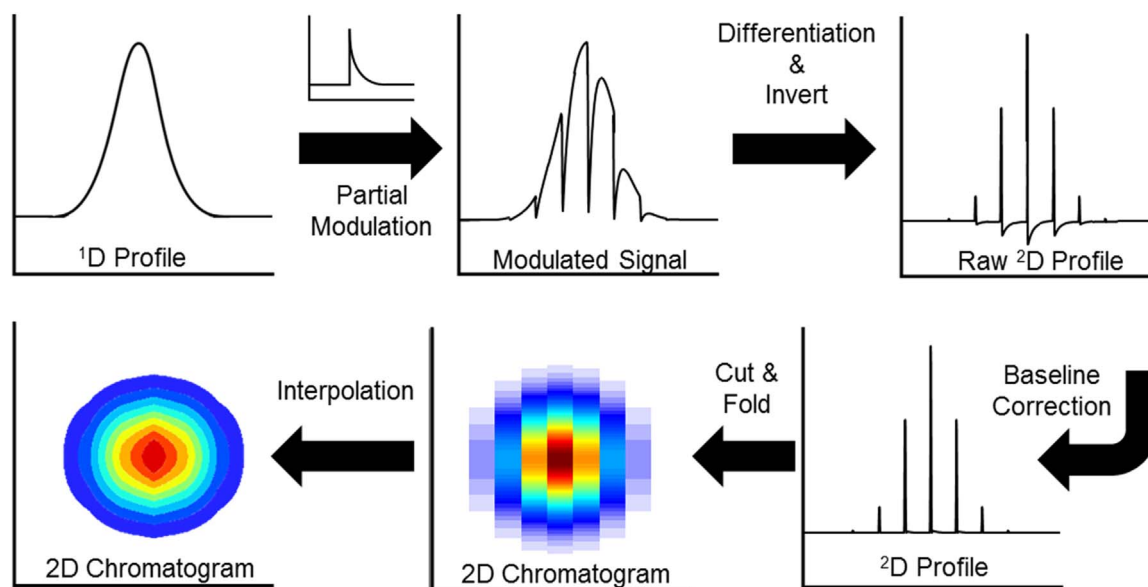 ¹D Profile
Partial
Modulation
Modulated Signal
Differentiation
&
Invert
Raw ²D Profile
Baseline
Correction
²D Profile
Cut &
Fold
2D Chromatogram
Interpolation
2D Chromatogram